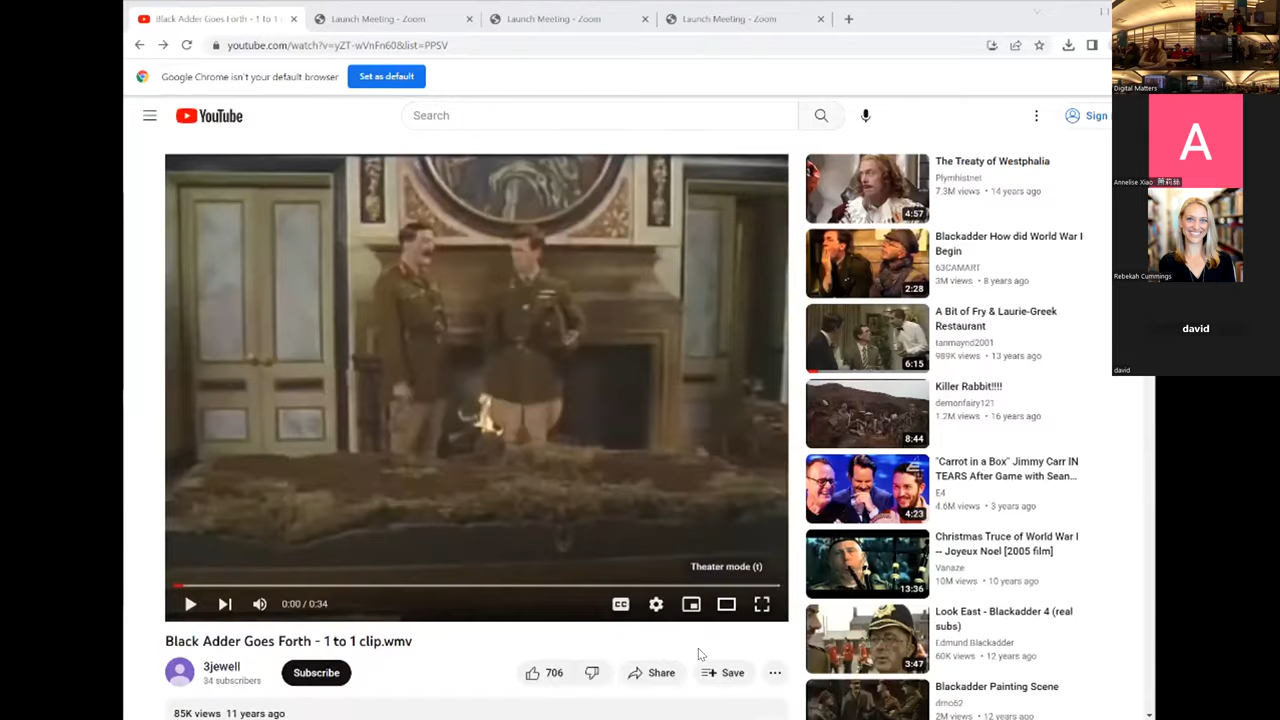 Black Adder Goes Forth - 1 to 1
Launch Meeting - Zoom
Launch Meeting - Zoom
Launch Meeting - Zoom
youtube.com/watch?v=yZT-wVnFn60&list=PPSV
Google Chrome isn't your default browser
Set as default
YouTube
Search
Sign
Theater mode (t)
0:00 / 0:34
CC
Black Adder Goes Forth - 1 to 1 clip.wmv
3jewell
34 subscribers
Subscribe
706
Share
Save
85K views 11 years ago
The Treaty of Westphalia
Plymhistnet
7.3M views • 14 years ago
4:57
Blackadder How did World War I
Begin
63CAMART
3M views • 8 years ago
2:28
A Bit of Fry & Laurie-Greek
Restaurant
tanmaynd2001
989K views • 13 years ago
6:15
Killer Rabbit!!!!
demonfairy121
1.2M views • 16 years ago
8:44
"Carrot in a Box" Jimmy Carr IN
TEARS After Game with Sean...
E4
4.6M views • 3 years ago
4:23
Christmas Truce of World War I
-- Joyeux Noel [2005 film]
Vanaze
10M views • 10 years ago
13:36
Look East - Blackadder 4 (real
subs)
Edmund Blackadder
60K views • 12 years ago
3:47
Blackadder Painting Scene
drno62
2M views • 12 years ago
Digital Matters
A
Annelise Xiao 萧莉絲
Rebekah Cummings
david
david